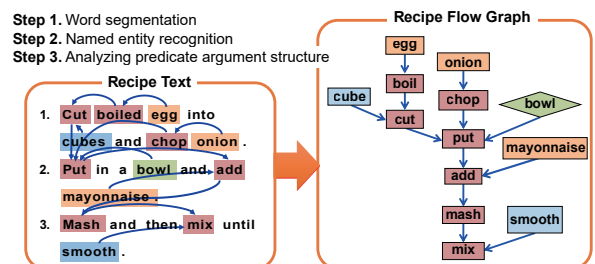 Step 1. Word segmentation
Step 2. Named entity recognition
Step 3. Analyzing predicate argument structure
Recipe Text
1. Cut boiled egg into
cubes and chop onion .
2. Put in a bowl and add
mayonnaise .
3. Mash and then mix until
smooth .
Recipe Flow Graph
egg
onion
boil
cube
chop
bowl
cut
put
mayonnaise
add
mash
smooth
mix